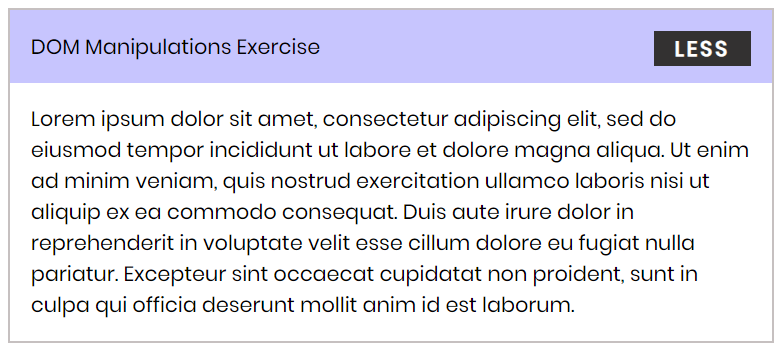 DOM Manipulations Exercise
LESS
Lorem ipsum dolor sit amet, consectetur adipiscing elit, sed do
eiusmod tempor incididunt ut labore et dolore magna aliqua. Ut enim
ad minim veniam, quis nostrud exercitation ullamco laboris nisi ut
aliquip ex ea commodo consequat. Duis aute irure dolor in
reprehenderit in voluptate velit esse cillum dolore eu fugiat nulla
pariatur. Excepteur sint occaecat cupidatat non proident, sunt in
culpa qui officia deserunt mollit anim id est laborum.